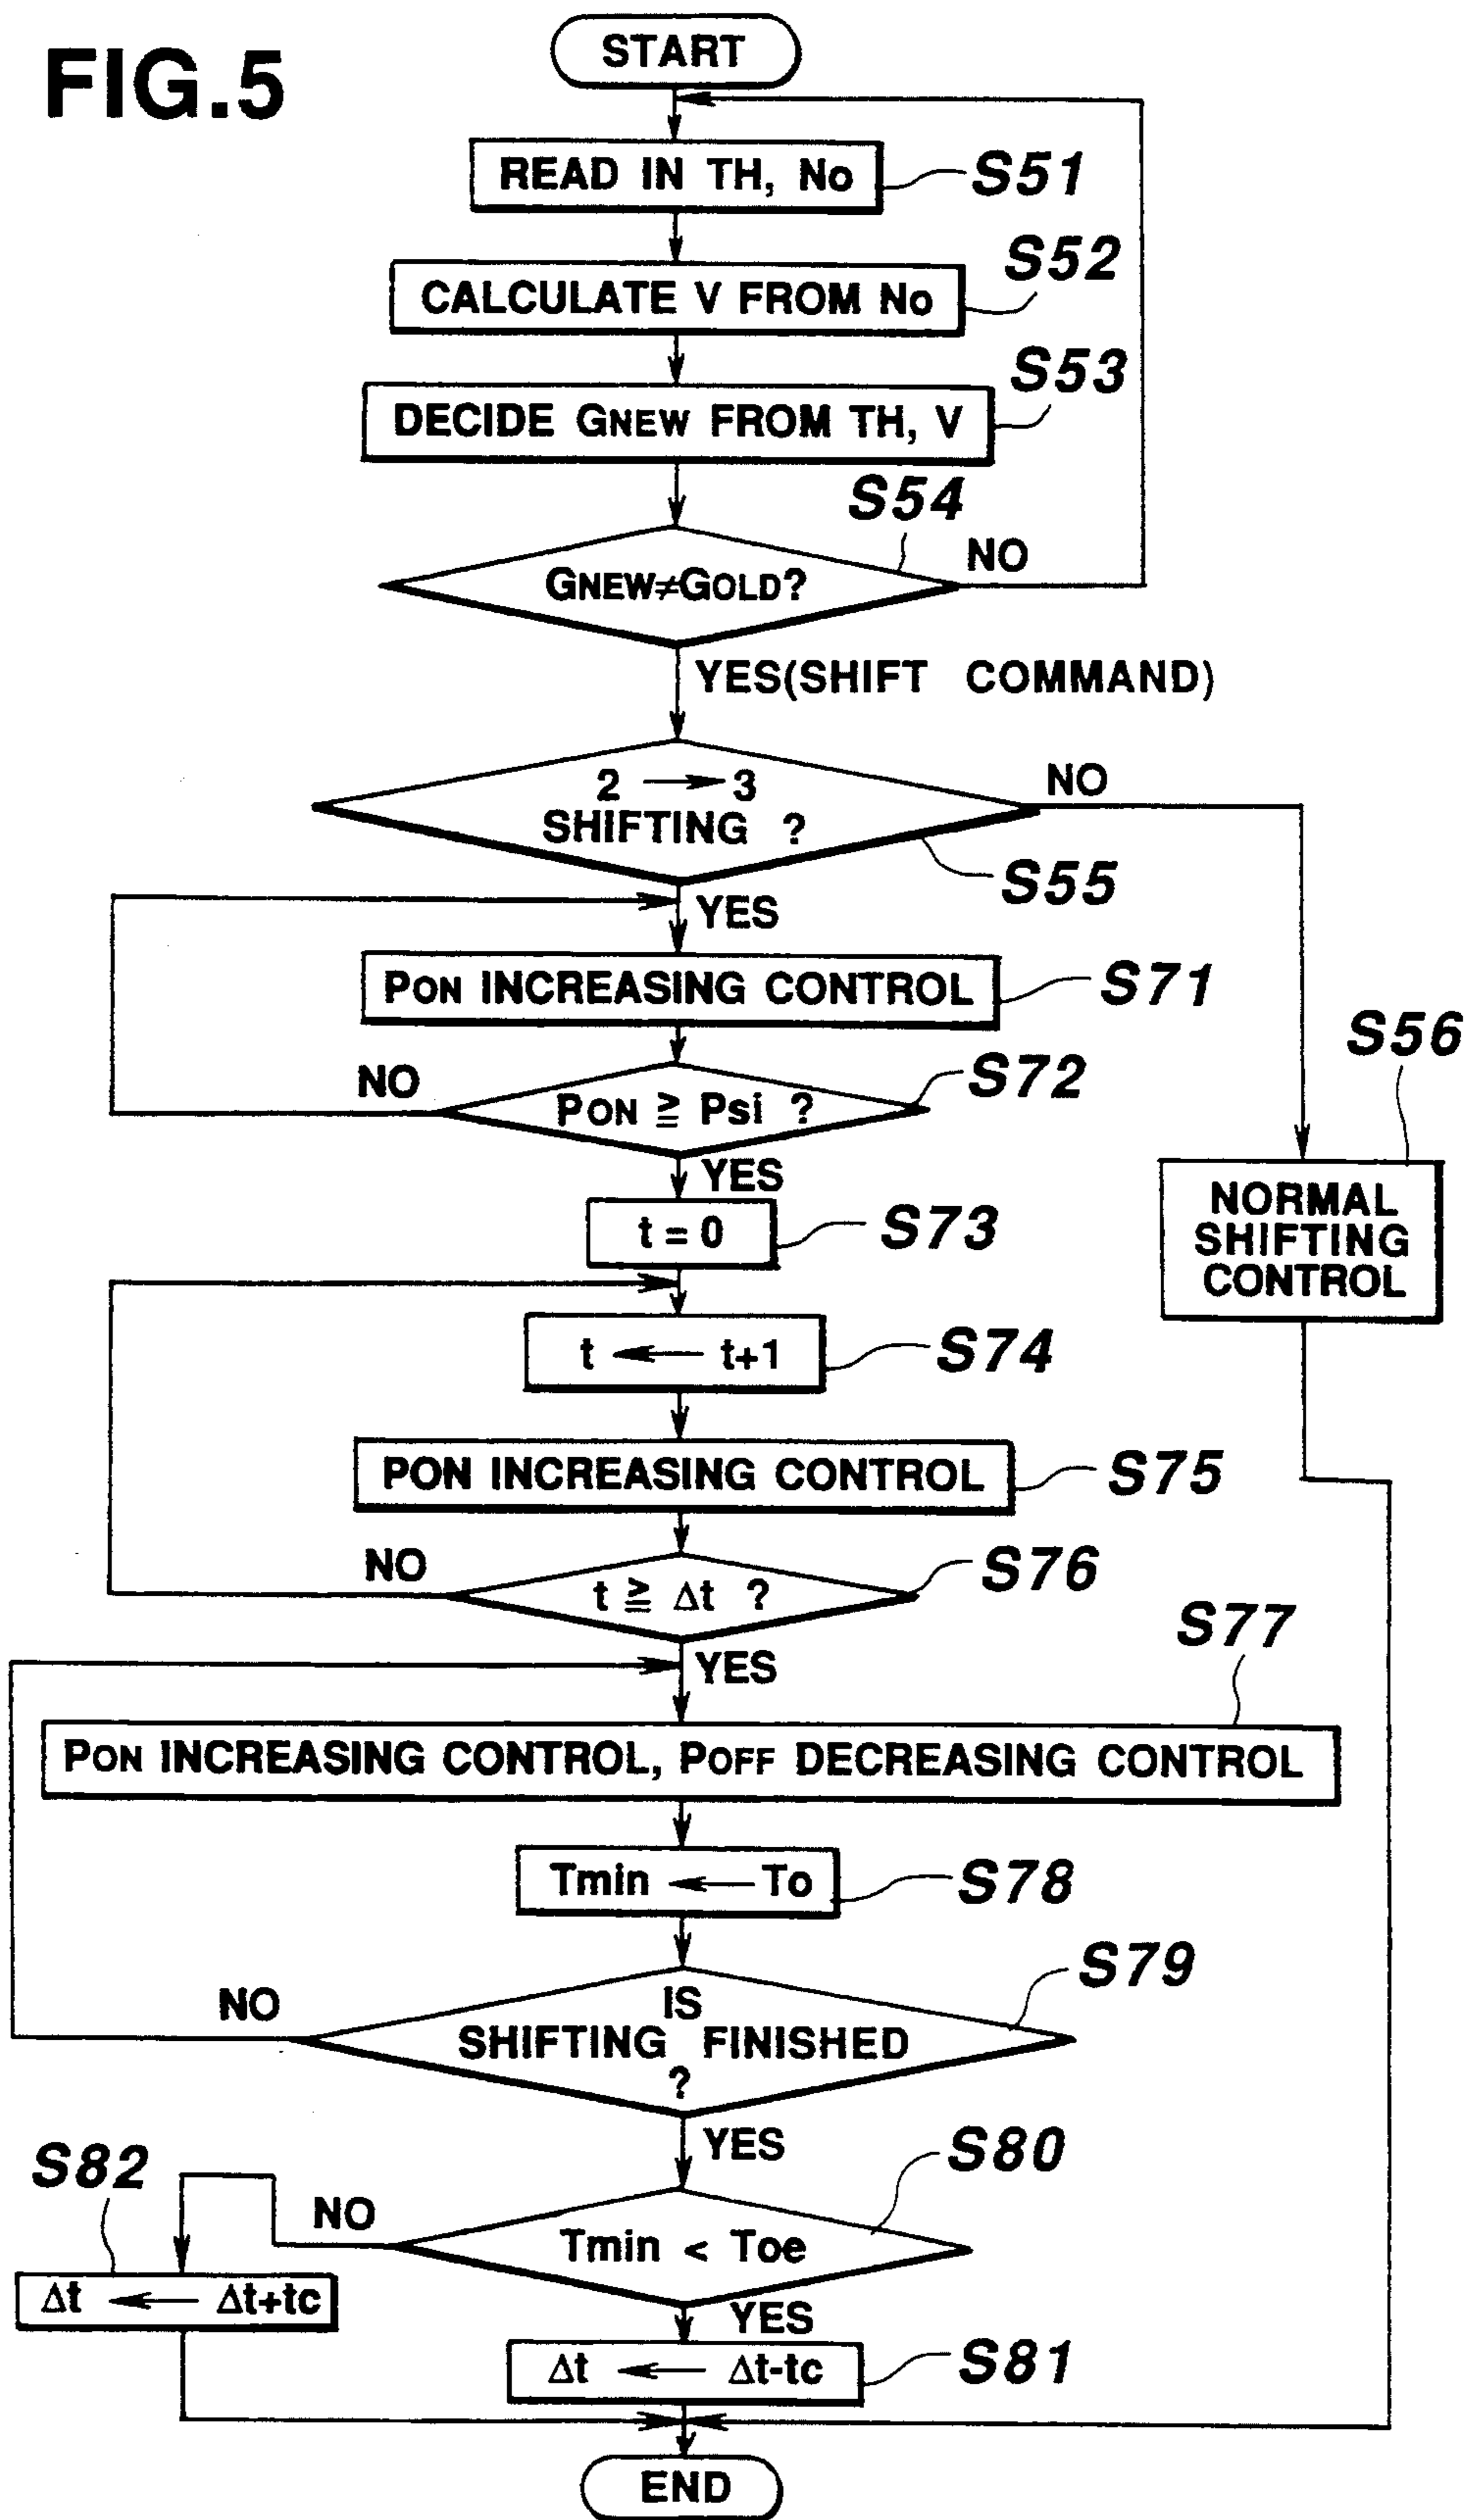 FIG.5
START
READ IN TH, No
S51
CALCULATE V FROM No
S52
DECIDE GNEW FROM TH, V
S53
S54
GNEW≠GOLD?
NO
YES(SHIFT COMMAND)
2 → 3
SHIFTING ?
NO
S55
YES
PON INCREASING CONTROL
S71
S56
NO
PON ≧ Psi ?
S72
YES
NORMAL
SHIFTING
CONTROL
t = 0
S73
t ← t+1
S74
PON INCREASING CONTROL
S75
NO
t ≧ Δt ?
S76
S77
YES
PON INCREASING CONTROL, POFF DECREASING CONTROL
Tmin ← To
S78
S79
NO
IS
SHIFTING FINISHED
?
YES
S80
S82
NO
Tmin < Toe
Δt ← Δt+tc
YES
Δt ← Δt-tc
S81
END